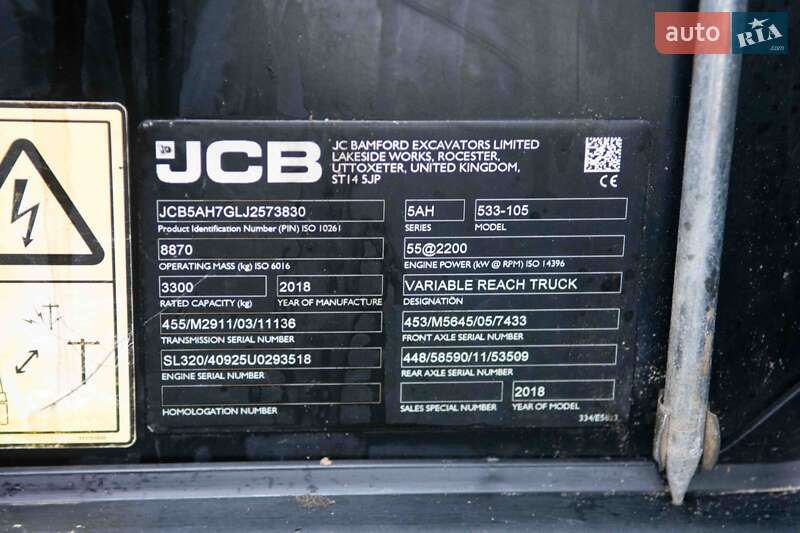 auto RIA
JCB
JC BAMFORD EXCAVATORS LIMITED
LAKESIDE WORKS, ROCESTER,
UTTOXETER, UNITED KINGDOM,
ST14 5JP
CE
JCB5AH7GLJ2573830
Product Identification Number (PIN) ISO 10261
5AH 533-105
SERIES MODEL
8870
OPERATING MASS (kg) ISO 6016
55@2200
ENGINE POWER (kW @ RPM) ISO 14396
3300 2018
RATED CAPACITY (kg) YEAR OF MANUFACTURE
VARIABLE REACH TRUCK
DESIGNATION
455/M2911/03/11136
TRANSMISSION SERIAL NUMBER
453/M5645/05/7433
FRONT AXLE SERIAL NUMBER
SL320/40925U0293518
ENGINE SERIAL NUMBER
448/58590/11/53509
REAR AXLE SERIAL NUMBER
HOMOLOGATION NUMBER
2018
SALES SPECIAL NUMBER YEAR OF MODEL